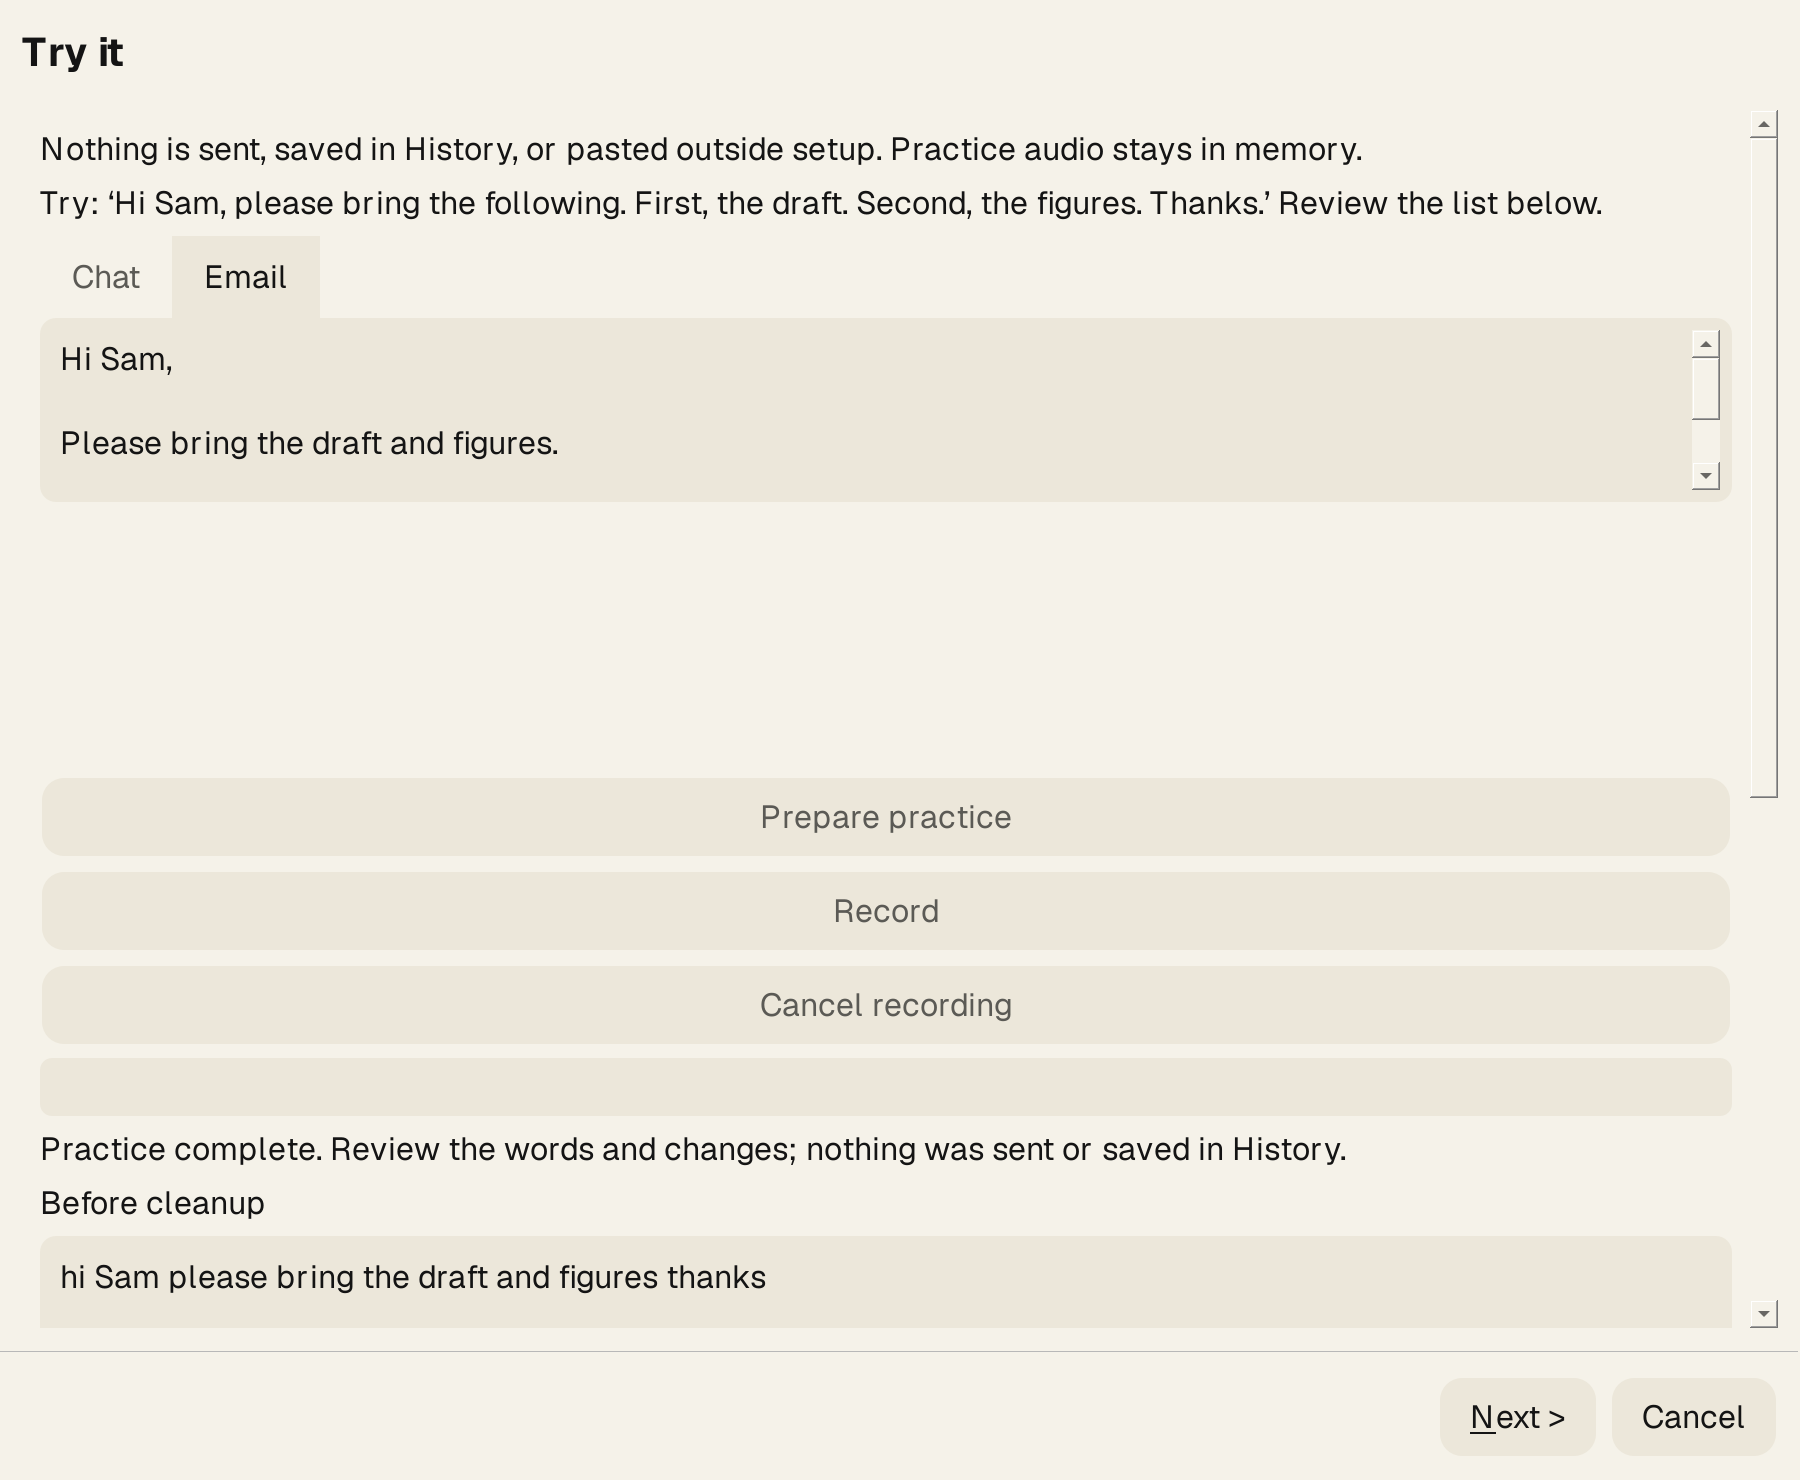 Try it
Nothing is sent, saved in History, or pasted outside setup. Practice audio stays in memory.
Try: ‘Hi Sam, please bring the following. First, the draft. Second, the figures. Thanks.’ Review the list below.
Chat
Email
Hi Sam,
Please bring the draft and figures.
Prepare practice
Record
Cancel recording
Practice complete. Review the words and changes; nothing was sent or saved in History.
Before cleanup
hi Sam please bring the draft and figures thanks
Next >
Cancel